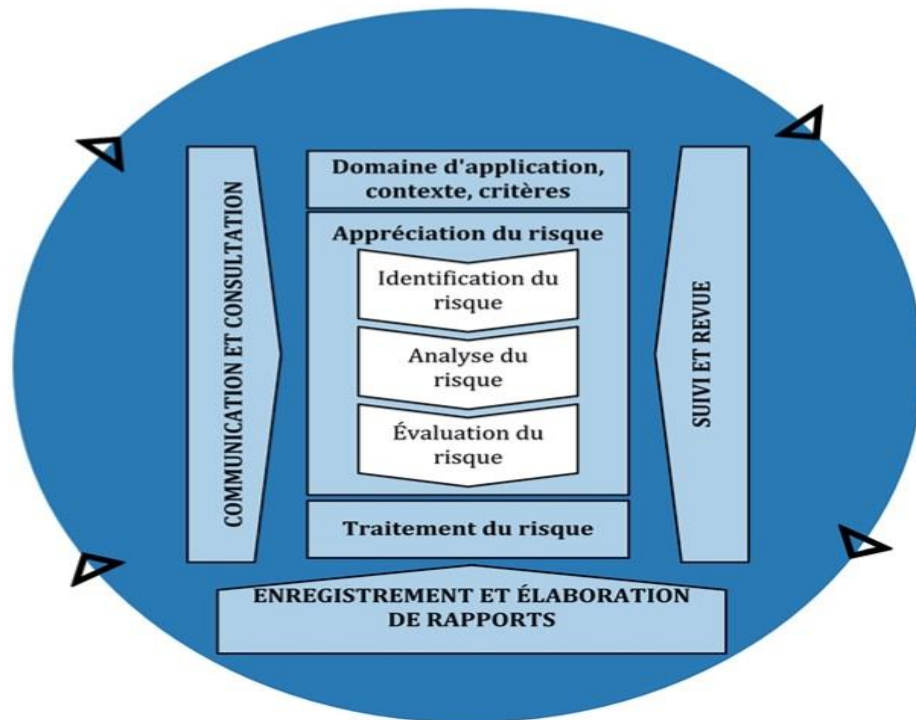 Domaine d'application,
contexte, critères
Appréciation du risque
Identification du
risque
Analyse du
risque
Évaluation du
risque
Traitement du risque
COMMUNICATION ET CONSULTATION
SUIVI ET REVUE
ENREGISTREMENT ET ÉLABORATION
DE RAPPORTS